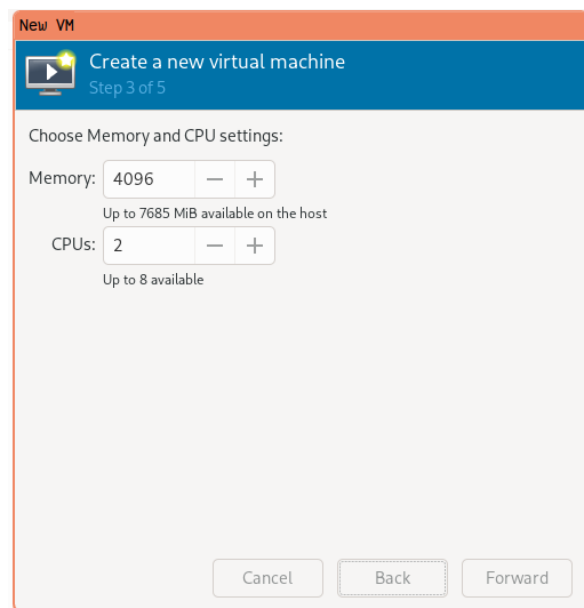 New VM
Create a new virtual machine
Step 3 of 5
Choose Memory and CPU settings:
Memory: 4096 — +
Up to 7685 MiB available on the host
CPUs: 2 — +
Up to 8 available
Cancel Back Forward